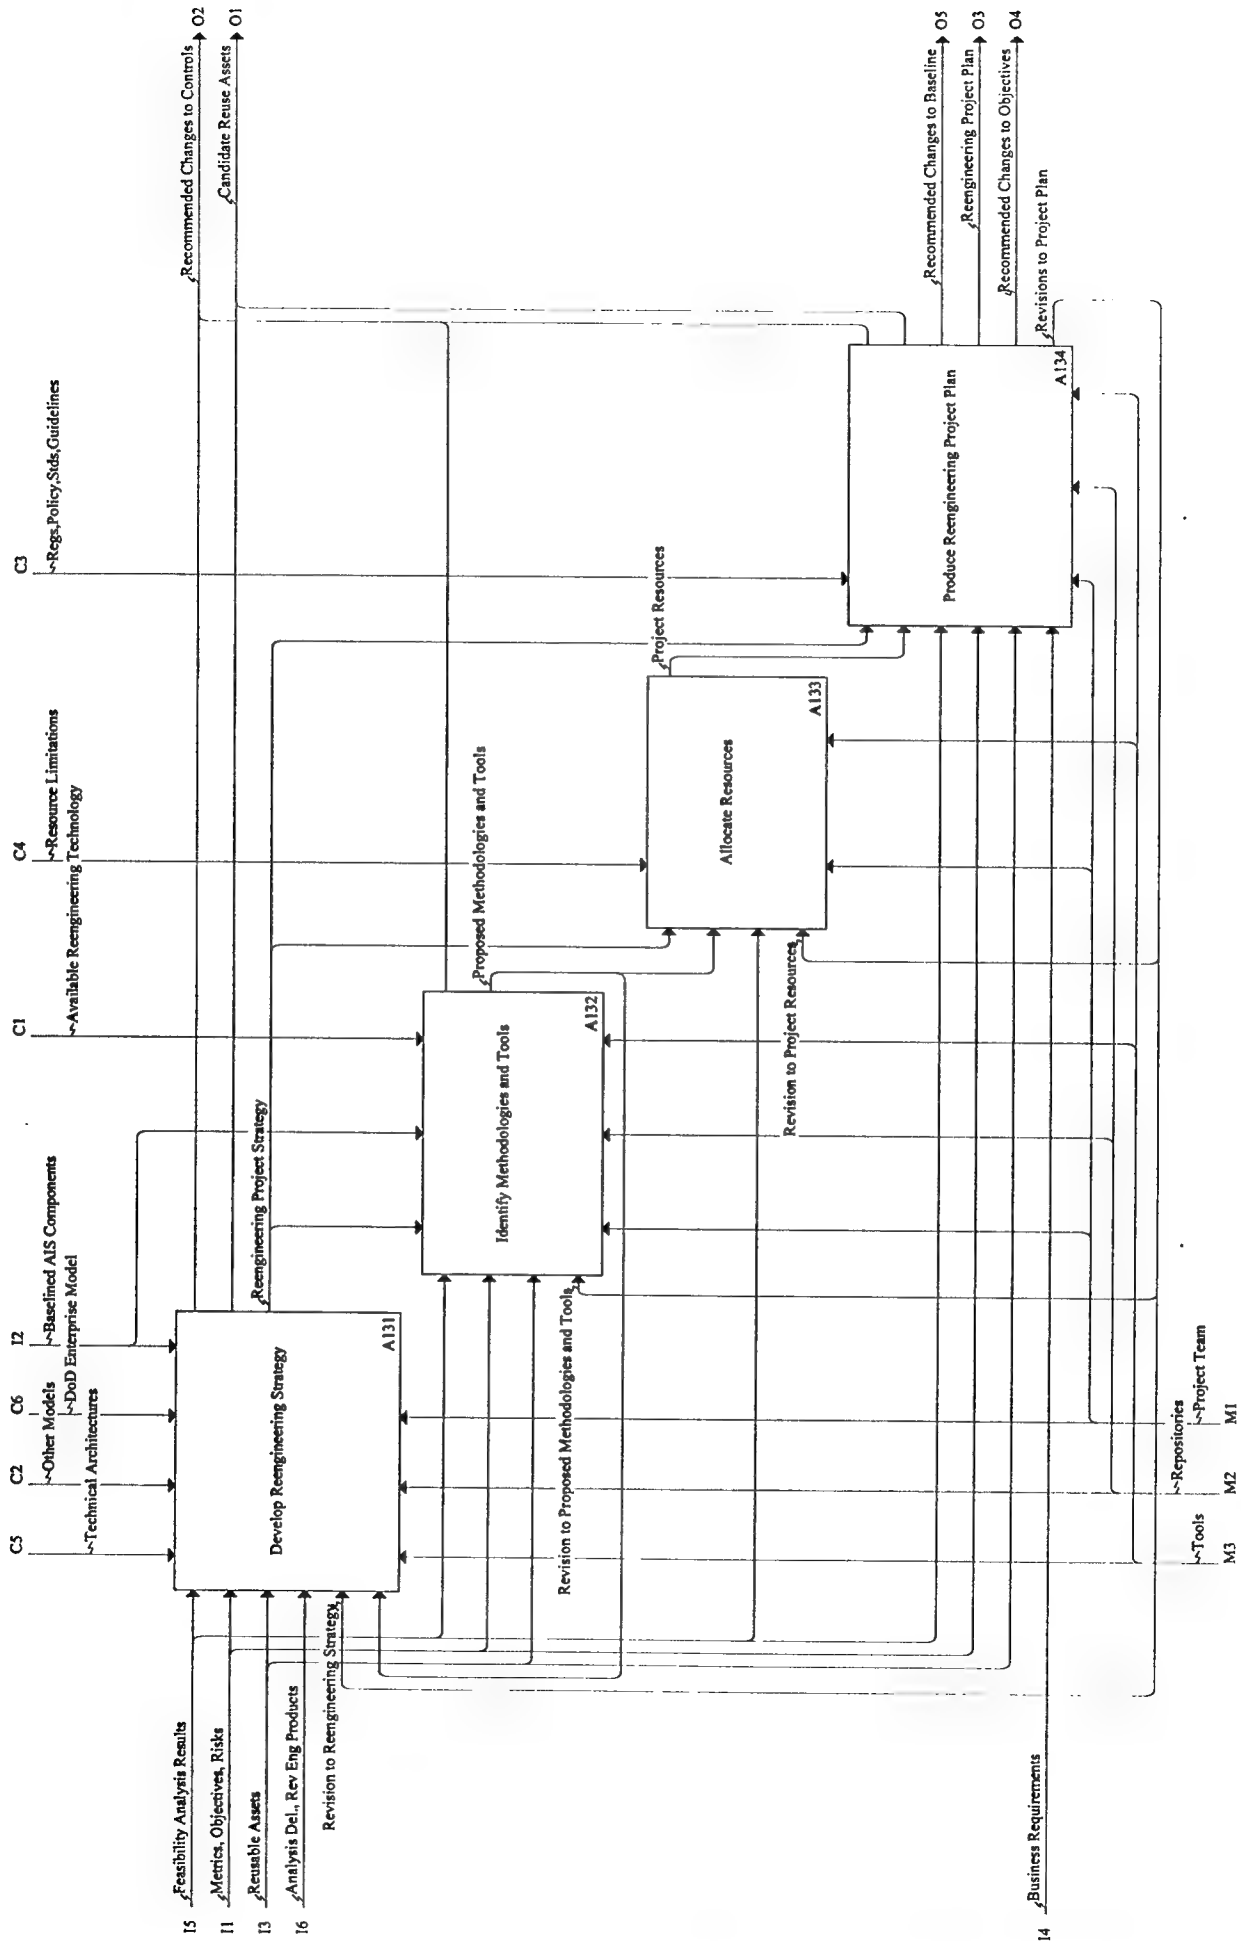 C5
Technical Architectures
C2
Other Models
C6
DoD Enterprise Model
I2
Baselined AIS Components
C1
Available Reengineering Technology
C4
Resource Limitations
C3
Regs,Policy,Stds,Guidelines
I5
Feasibility Analysis Results
I1
Metrics, Objectives, Risks
I3
Reusable Assets
I6
Analysis Del., Rev Eng Products
Revision to Reengineering Strategy
Develop Reengineering Strategy
A131
Reengineering Project Strategy
Recommended Changes to Controls
O2
Candidate Reuse Assets
O1
Identify Methodologies and Tools
A132
Proposed Methodologies and Tools
Revision to Proposed Methodologies and Tools
Allocate Resources
A133
Project Resources
Revision to Project Resources
Produce Reengineering Project Plan
A134
Recommended Changes to Baseline
O5
Reengineering Project Plan
O3
Recommended Changes to Objectives
O4
Revisions to Project Plan
I4
Business Requirements
Tools
M3
Repositories
M2
Project Team
M1